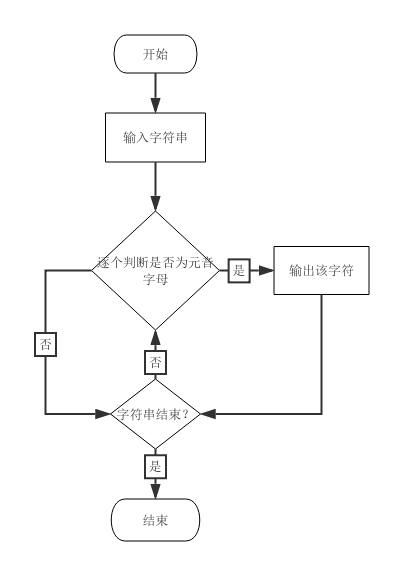 开始
输入字符串
逐个判断是否为元音
字母
是
输出该字符
否
否
字符串结束？
是
结束